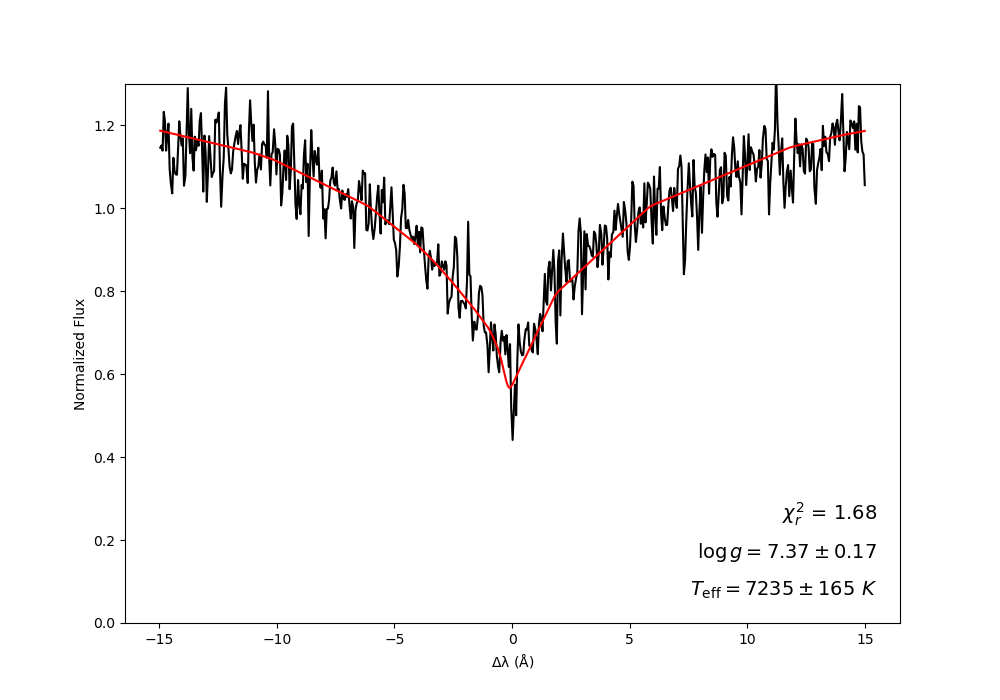 1.2
1.0
0.8
0.6
0.4
0.2
0.0
Normalized Flux
χ²ᵣ = 1.68
log g = 7.37 ± 0.17
T_eff = 7235 ± 165 K
−15 −10 −5 0 5 10 15
Δλ (Å)